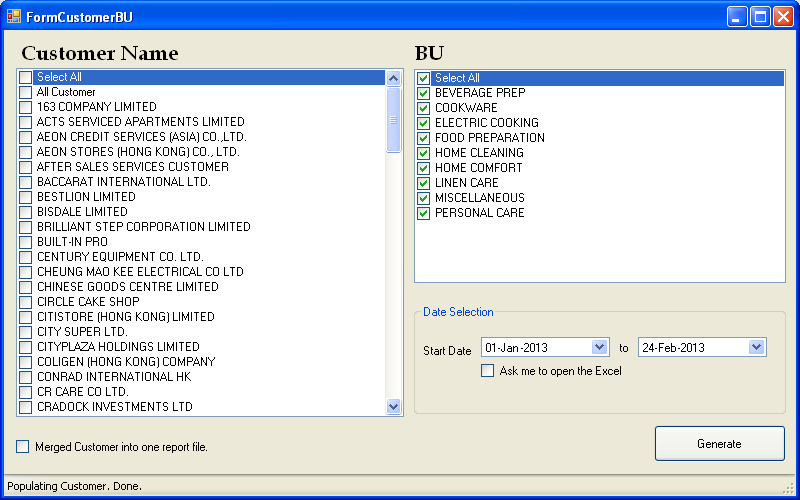 FormCustomerBU
Customer Name
Select All
All Customer
163 COMPANY LIMITED
ACTS SERVICED APARTMENTS LIMITED
AEON CREDIT SERVICES (ASIA) CO.,LTD.
AEON STORES (HONG KONG) CO., LTD.
AFTER SALES SERVICES CUSTOMER
BACCARAT INTERNATIONAL LTD.
BESTLION LIMITED
BISDALE LIMITED
BRILLIANT STEP CORPORATION LIMITED
BUILT-IN PRO
CENTURY EQUIPMENT CO. LTD.
CHEUNG MAO KEE ELECTRICAL CO LTD
CHINESE GOODS CENTRE LIMITED
CIRCLE CAKE SHOP
CITISTORE (HONG KONG) LIMITED
CITY SUPER LTD.
CITYPLAZA HOLDINGS LIMITED
COLIGEN (HONG KONG) COMPANY
CONRAD INTERNATIONAL HK
CR CARE CO LTD.
CRADOCK INVESTMENTS LTD
Merged Customer into one report file.
BU
Select All
BEVERAGE PREP
COOKWARE
ELECTRIC COOKING
FOOD PREPARATION
HOME CLEANING
HOME COMFORT
LINEN CARE
MISCELLANEOUS
PERSONAL CARE
Date Selection
Start Date 01-Jan-2013 to 24-Feb-2013
Ask me to open the Excel
Generate
Populating Customer. Done.